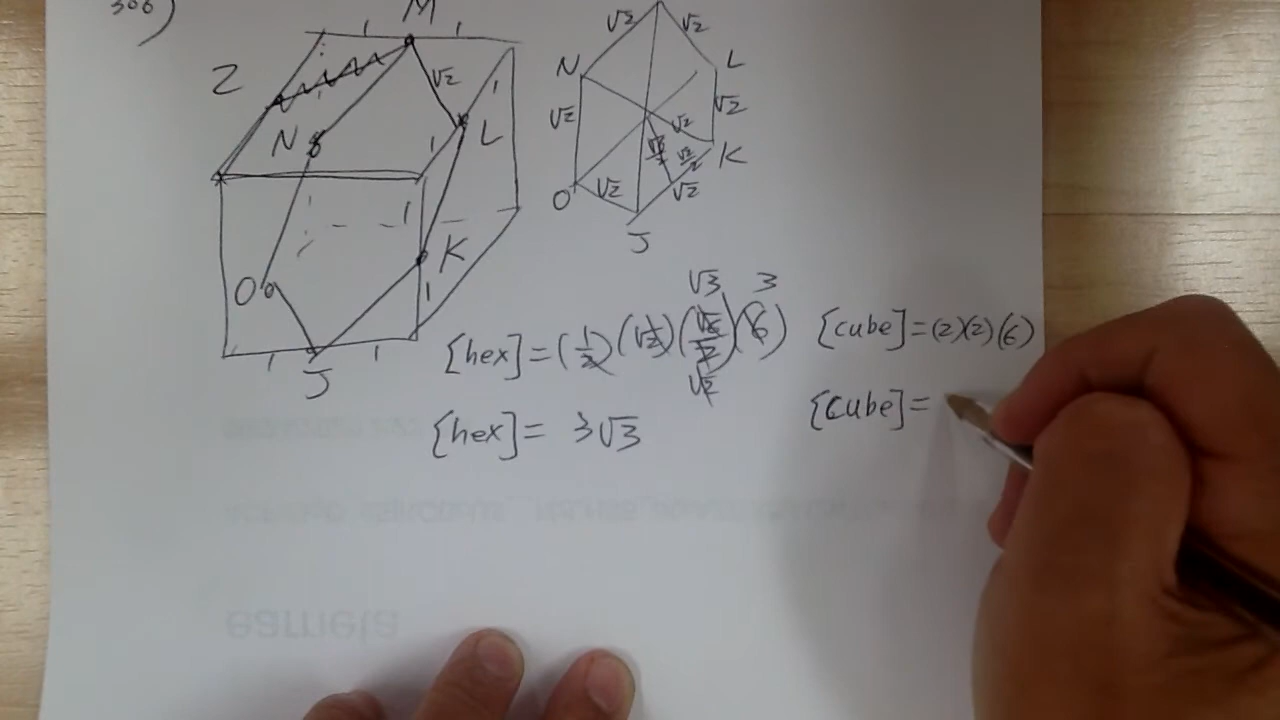 306)
M
1 1
Z
√2
1
N
L
1
1
K
O
1
1 1
J
√2 √2
N L
√2 √2
√2
√2/2
K
O √2 √2
J
√3 3
[hex] = (1/2)(√2)(√6/2)(6)
√2
[cube] = (2)(2)(6)
[hex] = 3√3
[cube] =